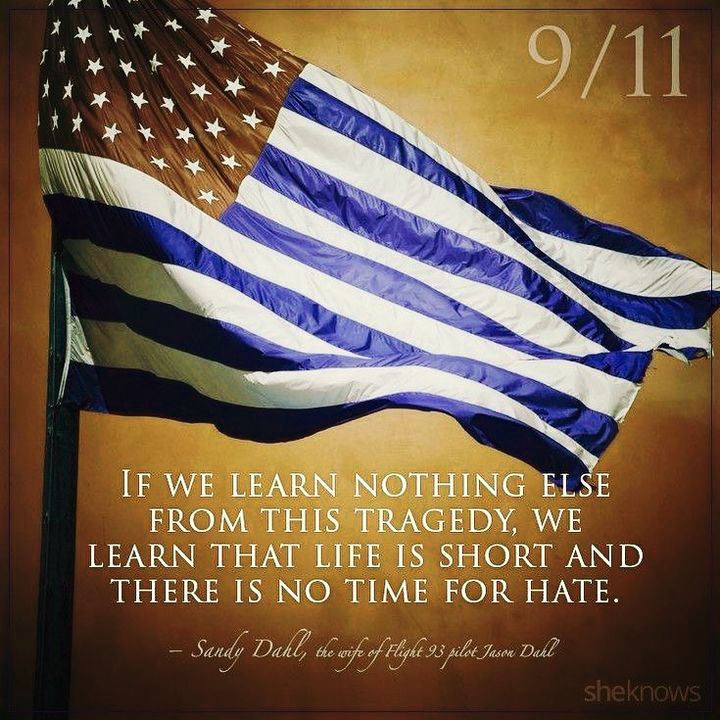 9/11
IF WE LEARN NOTHING ELSE
FROM THIS TRAGEDY, WE
LEARN THAT LIFE IS SHORT AND
THERE IS NO TIME FOR HATE.
– Sandy Dahl, the wife of Flight 93 pilot Jason Dahl
sheknows